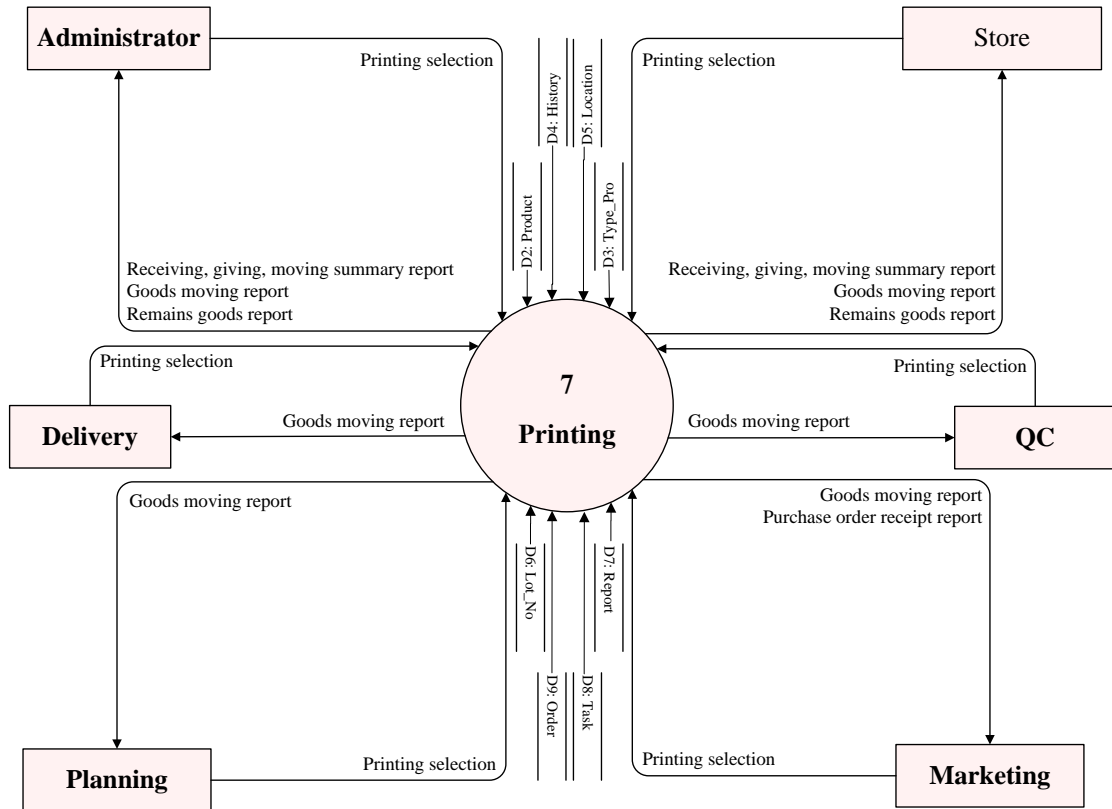 Administrator
Store
Printing selection
Printing selection
D4: History
D5: Location
D2: Product
D3: Type_Pro
Receiving, giving, moving summary report
Goods moving report
Remains goods report
Receiving, giving, moving summary report
Goods moving report
Remains goods report
Printing selection
Printing selection
7
Printing
Delivery
Goods moving report
Goods moving report
QC
Goods moving report
Goods moving report
Purchase order receipt report
D6: Lot_No
D7: Report
D9: Order
D8: Task
Planning
Printing selection
Printing selection
Marketing